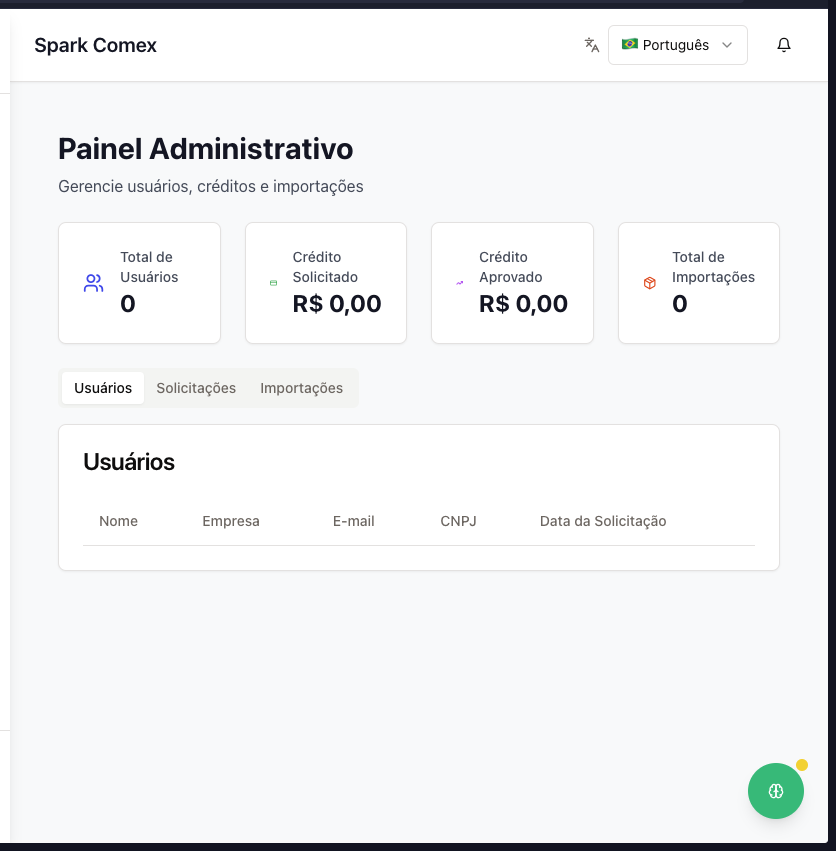 Spark Comex
Português
Painel Administrativo
Gerencie usuários, créditos e importações
Total de
Usuários
0
Crédito
Solicitado
R$ 0,00
Crédito
Aprovado
R$ 0,00
Total de
Importações
0
Usuários Solicitações Importações
Usuários
Nome Empresa E-mail CNPJ Data da Solicitação